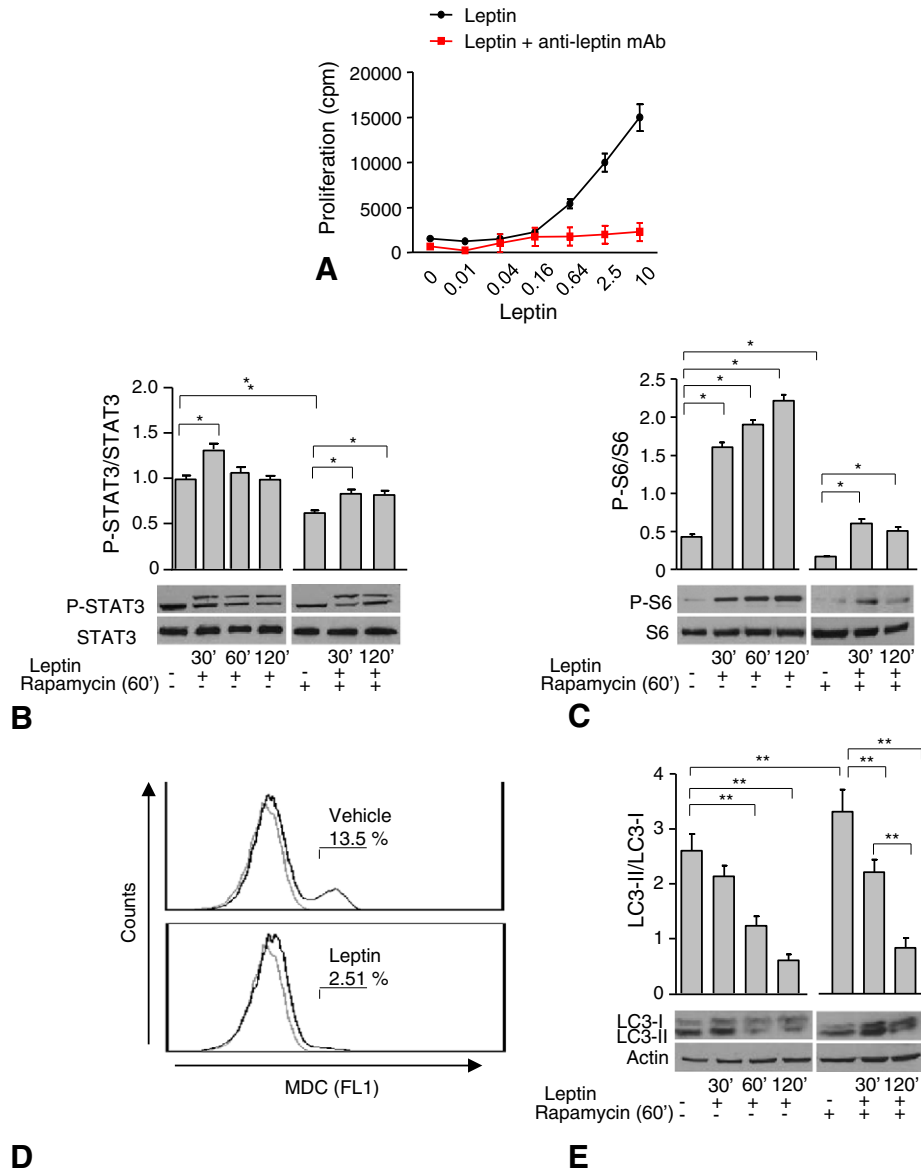 Leptin
Leptin + anti-leptin mAb
20000
15000
10000
5000
0
Proliferation (cpm)
0 0.01 0.04 0.16 0.64 2.5 10
Leptin
A
2.0
1.5
1.0
0.5
0
P-STAT3/STAT3
*
*
*
*
*
P-STAT3
STAT3
30' 60' 120' 30' 120'
Leptin - + + + - + +
Rapamycin (60') - - - - + + +
B
2.5
2.0
1.5
1.0
0.5
0
P-S6/S6
*
*
*
*
*
*
P-S6
S6
30' 60' 120' 30' 120'
Leptin - + + + - + +
Rapamycin (60') - - - - + + +
C
Counts
Vehicle
13.5 %
Leptin
2.51 %
MDC (FL1)
D
4
3
2
1
0
LC3-II/LC3-I
**
**
**
**
**
**
LC3-I
LC3-II
Actin
30' 60' 120' 30' 120'
Leptin - + + + - + +
Rapamycin (60') - - - - + + +
E